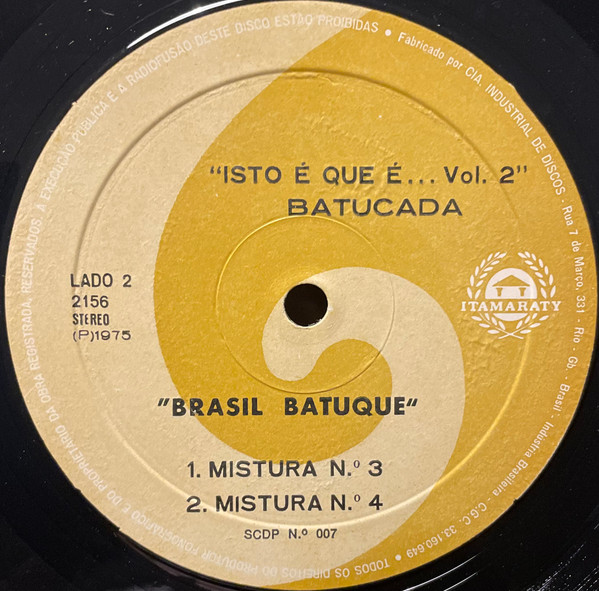 "ISTO É QUE É... Vol. 2"
BATUCADA
LADO 2
2156
STEREO
(P)1975
ITAMARATY
"BRASIL BATUQUE"
1. MISTURA N.º 3
2. MISTURA N.º 4
SCDP N.º 007
TODOS OS DIREITOS DO PRODUTOR FONOGRÁFICO E DO PROPRIETÁRIO DA OBRA REGISTRADA, RESERVADOS. A EXECUÇÃO PÚBLICA E A RADIOFUSÃO DESTE DISCO ESTÃO PROIBIDAS • Fabricado por CIA. INDUSTRIAL DE DISCOS - Rua 7 de Março, 331 - Rio - Gb. - Brasil - Indústria Brasileira - C.G.C. 33.160.649 •